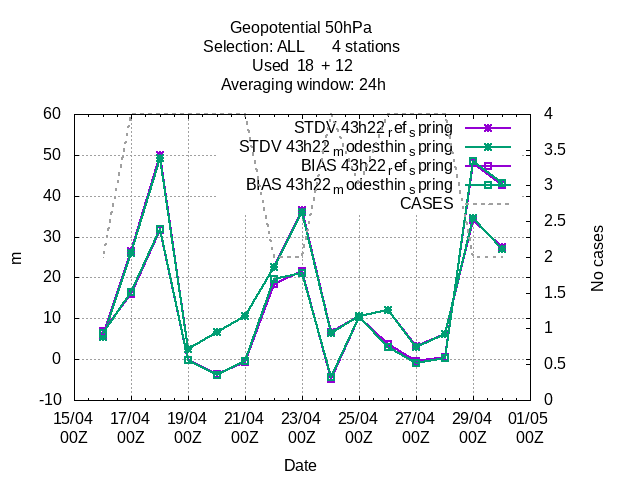 Geopotential 50hPa
Selection: ALL 4 stations
Used 18 + 12
Averaging window: 24h
60
50
40
30
20
10
0
-10
m
4
3.5
3
2.5
2
1.5
1
0.5
0
No cases
STDV 43h22_ref_spring
STDV 43h22_modesthin_spring
BIAS 43h22_ref_spring
BIAS 43h22_modesthin_spring
CASES
15/04 17/04 19/04 21/04 23/04 25/04 27/04 29/04 01/05
00Z 00Z 00Z 00Z 00Z 00Z 00Z 00Z 00Z
Date